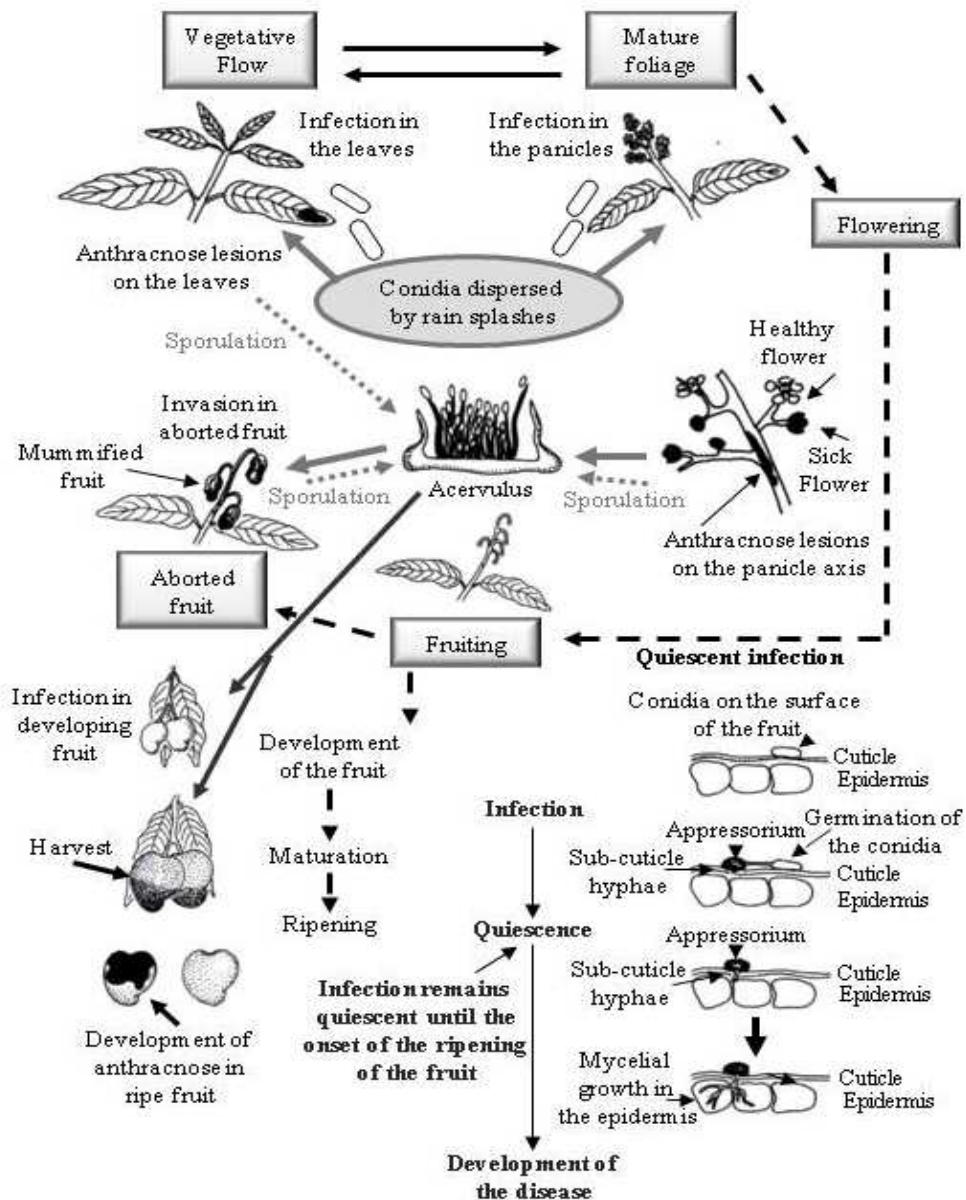 Vegetative
Flow
Mature
foliage
Infection in
the leaves
Infection in
the panicles
Flowering
Anthracnose lesions
on the leaves
Conidia dispersed
by rain splashes
Sporulation
Healthy
flower
Invasion in
aborted fruit
Mummified
fruit
Sporulation
Acervulus
Sporulation
Sick
Flower
Anthracnose lesions
on the panicle axis
Aborted
fruit
Fruiting
Quiescent infection
Infection in
developing
fruit
Conidia on the surface
of the fruit
Cuticle
Epidermis
Development
of the fruit
Infection
Appressorium
Germination of
the conidia
Harvest
Maturation
Sub-cuticle
hyphae
Cuticle
Epidermis
Ripening
Quiescence
Appressorium
Sub-cuticle
hyphae
Cuticle
Epidermis
Infection remains
quiescent until the
onset of the ripening
of the fruit
Development of
anthracnose in
ripe fruit
Mycelial
growth in
the epidermis
Cuticle
Epidermis
Development of
the disease